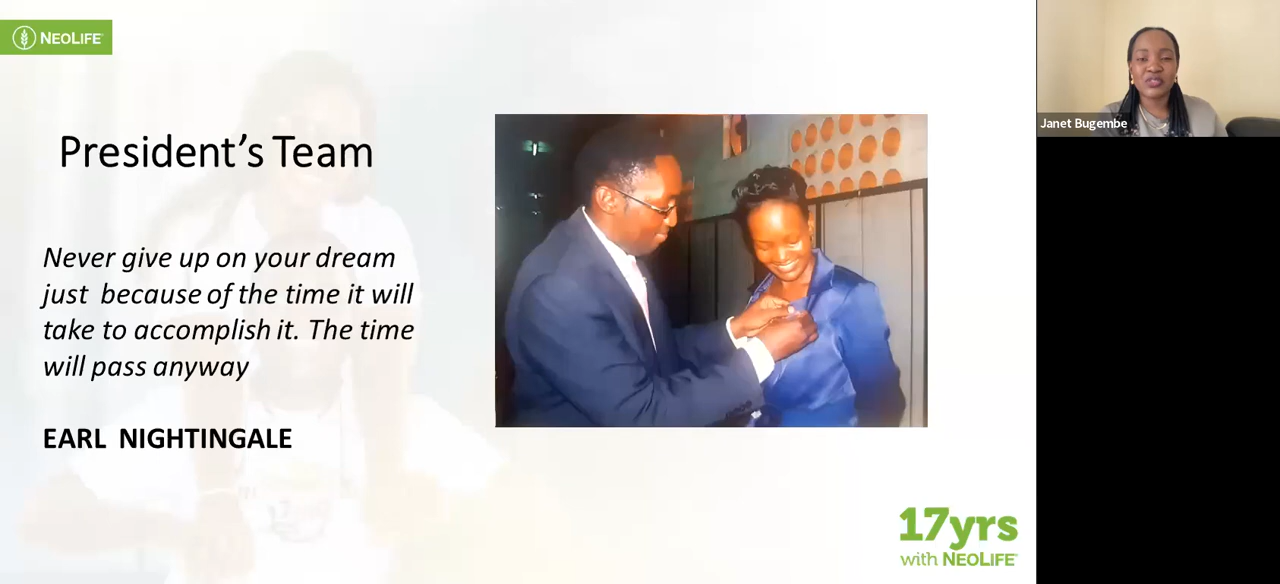 NEOLIFE
President's Team
Never give up on your dream
just because of the time it will
take to accomplish it. The time
will pass anyway
EARL NIGHTINGALE
17yrs
with NEOLIFE
Janet Bugembe